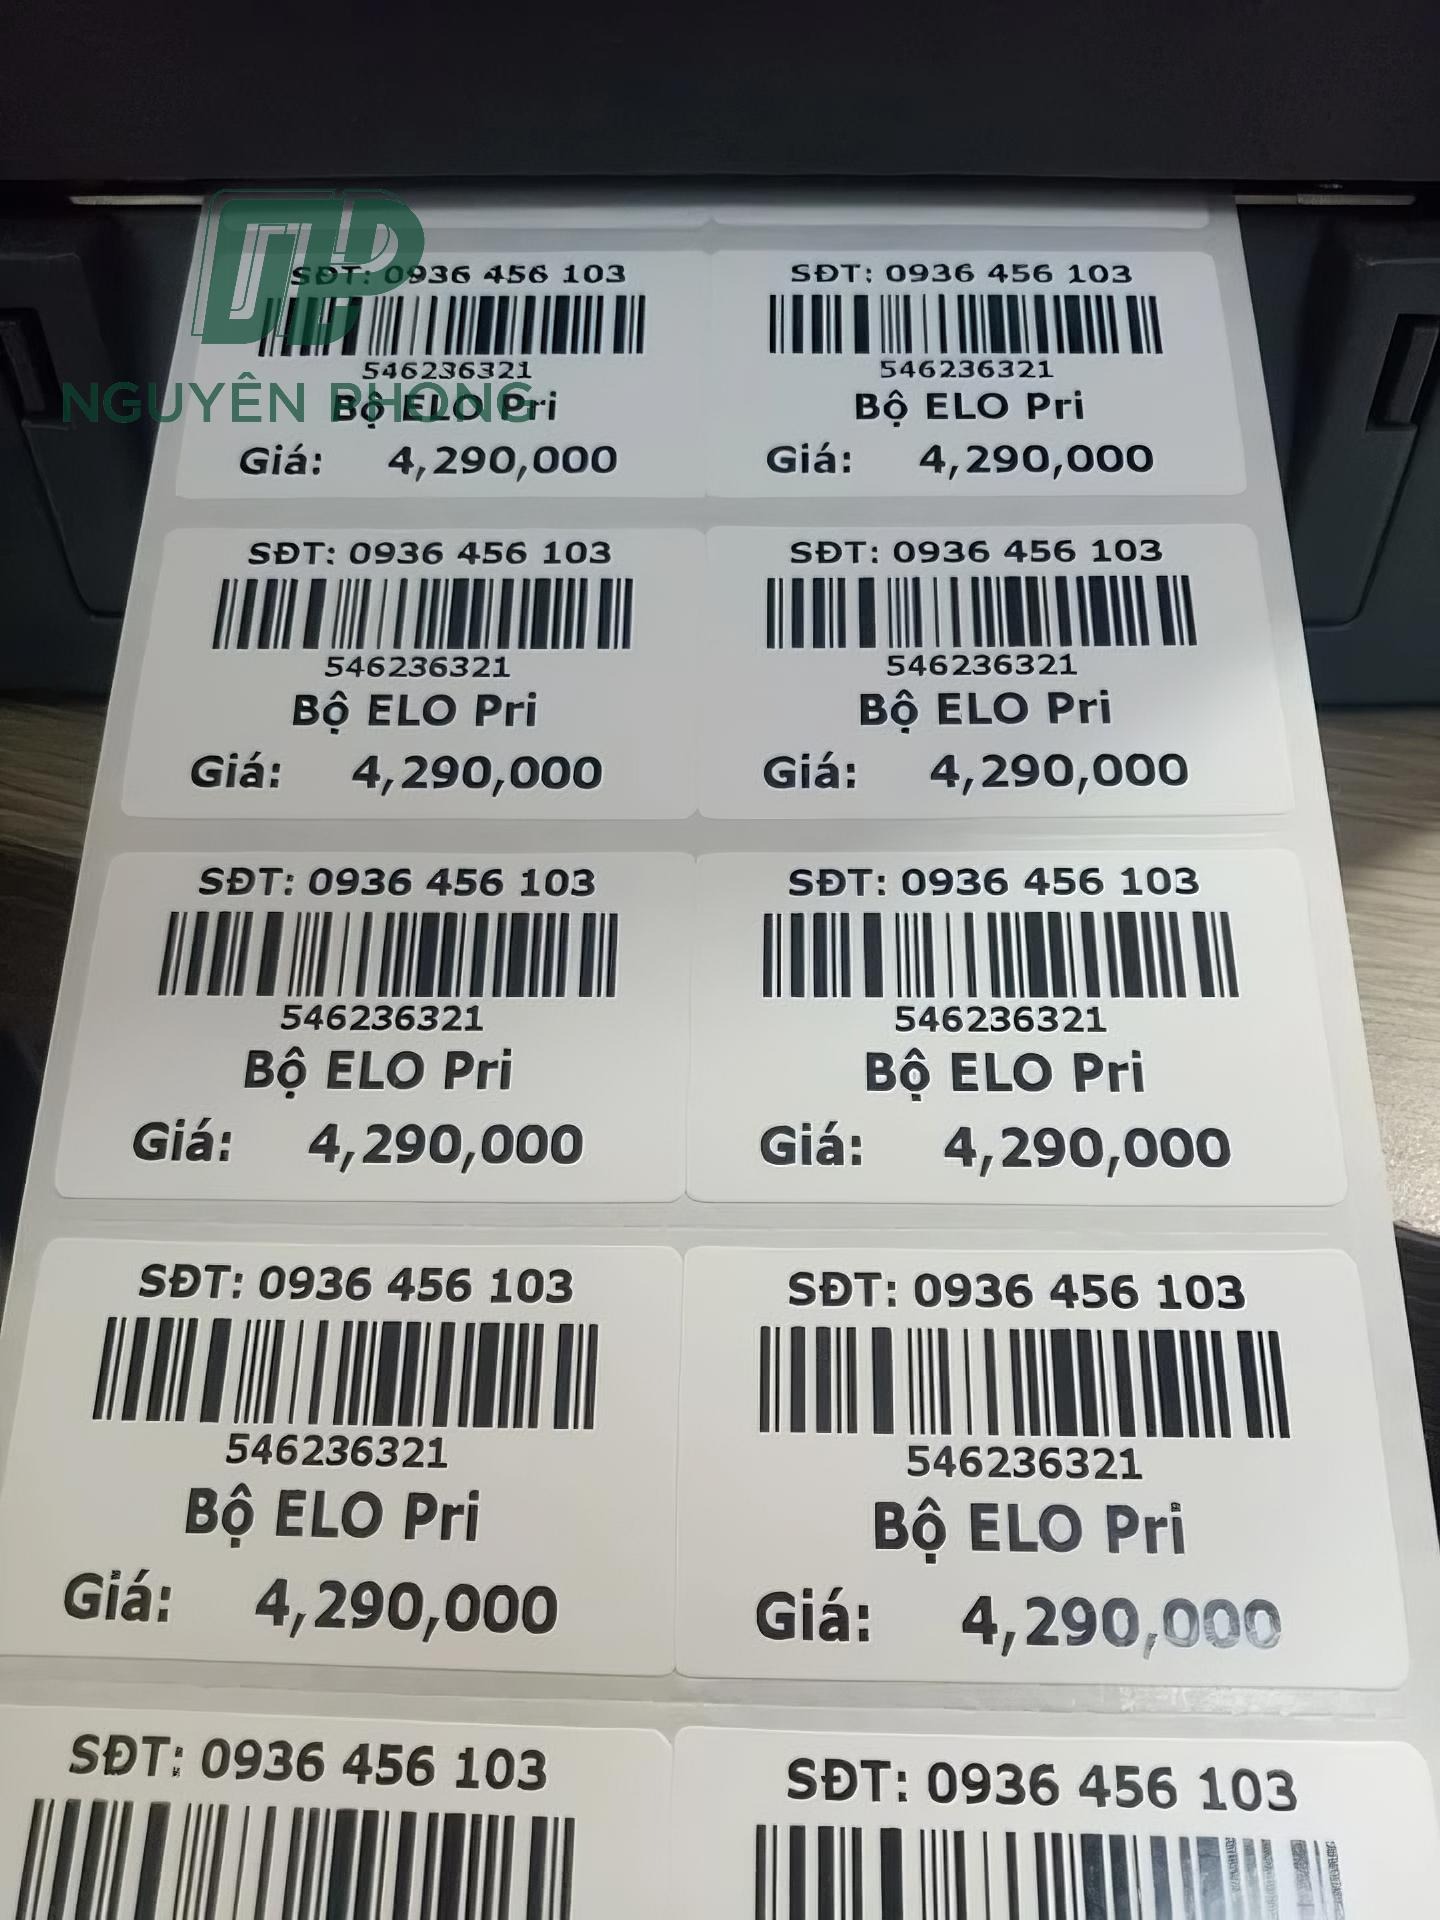 NGUYÊN PHONG
SĐT: 0936 456 103
546236321
Bộ ELO Pri
Giá: 4,290,000
SĐT: 0936 456 103
546236321
Bộ ELO Pri
Giá: 4,290,000
SĐT: 0936 456 103
546236321
Bộ ELO Pri
Giá: 4,290,000
SĐT: 0936 456 103
546236321
Bộ ELO Pri
Giá: 4,290,000
SĐT: 0936 456 103
546236321
Bộ ELO Pri
Giá: 4,290,000
SĐT: 0936 456 103
546236321
Bộ ELO Pri
Giá: 4,290,000
SĐT: 0936 456 103
546236321
Bộ ELO Pri
Giá: 4,290,000
SĐT: 0936 456 103
546236321
Bộ ELO Pri
Giá: 4,290,000
SĐT: 0936 456 103
SĐT: 0936 456 103